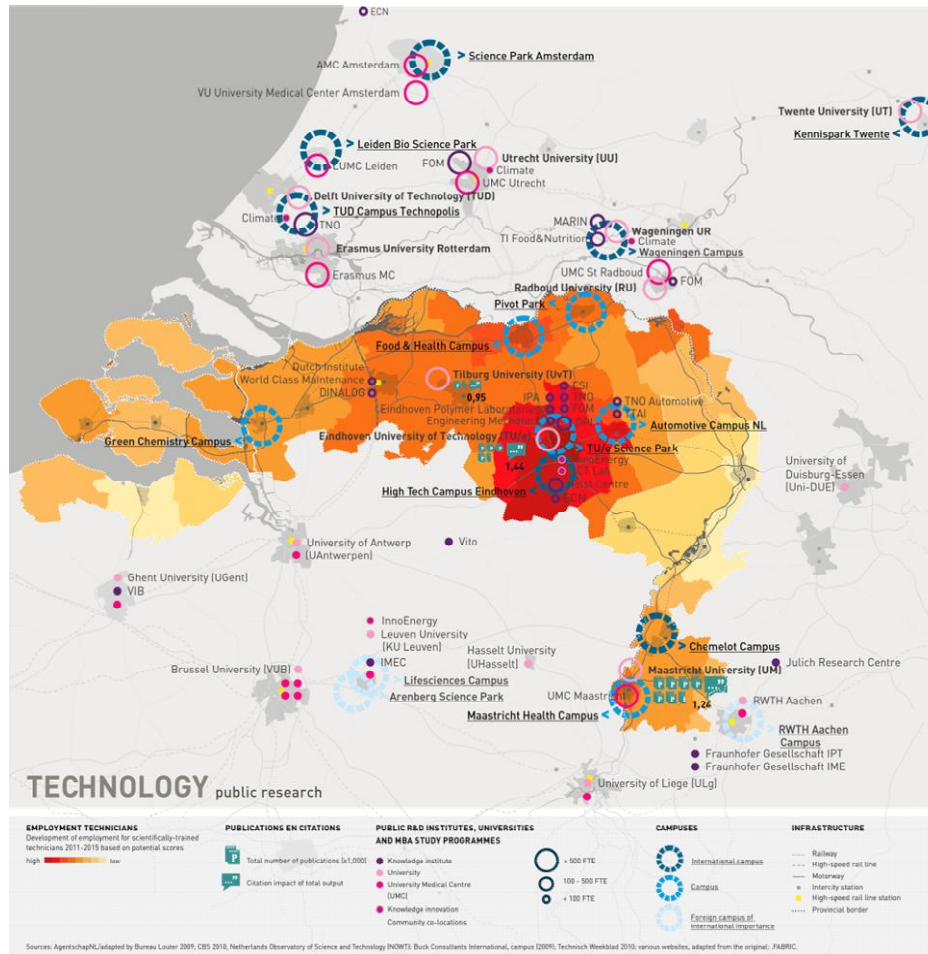 ECN
> Science Park Amsterdam
AMC Amsterdam
VU University Medical Center Amsterdam
Twente University (UT)
Kennispark Twente <
> Leiden Bio Science Park
LUMC Leiden
FOM
Utrecht University (UU)
Climate
UMC Utrecht
Delft University of Technology (TUD)
> TUD Campus Technopolis
Climate
TNO
MARIN
Wageningen UR
TI Food&Nutrition
Climate
> Wageningen Campus
Erasmus University Rotterdam
Erasmus MC
UMC St Radboud
FOM
Radboud University (RU)
Pivot Park <
Food & Health Campus <
Dutch Institute
World Class Maintenance
DINALOG
Tilburg University (UvT)
0,95
CSI
IPA
TNO
TNO Automotive
Eindhoven Polymer Laboratories
FOM
Engineering Mechanics
> Automotive Campus NL
Green Chemistry Campus <
Eindhoven University of Technology (TU/e)
> TU/e Science Park
1,44
InnoEnergy
High Tech Campus Eindhoven <
ECN
University of
Duisburg-Essen
(Uni-DUE)
University of Antwerp
(UAntwerpen)
Vito
Ghent University (UGent)
VIB
InnoEnergy
Leuven University
(KU Leuven)
Hasselt University
(UHasselt)
> Chemelot Campus
Brussel University (VUB)
IMEC
> Lifesciences Campus
Arenberg Science Park
Maastricht University (UM)
Julich Research Centre
UMC Maastricht
1,24
RWTH Aachen
Maastricht Health Campus <
> RWTH Aachen
Campus
Fraunhofer Gesellschaft IPT
Fraunhofer Gesellschaft IME
University of Liege (ULg)
TECHNOLOGY public research
EMPLOYMENT TECHNICIANS
Development of employment for scientifically-trained
technicians 2011-2015 based on potential scores
high
low
PUBLICATIONS EN CITATIONS
P
Total number of publications (x1,000)
Citation impact of total output
PUBLIC R&D INSTITUTES, UNIVERSITIES
AND MBA STUDY PROGRAMMES
Knowledge institute
University
University Medical Centre
(UMC)
Knowledge innovation
Community co-locations
> 500 FTE
100 - 500 FTE
< 100 FTE
CAMPUSES
International campus
Campus
Foreign campus of
international importance
INFRASTRUCTURE
Railway
High-speed rail line
Motorway
Intercity station
High-speed rail line station
Provincial border
Sources: AgentschapNL/adapted by Bureau Louter 2009; CBS 2010; Netherlands Observatory of Science and Technology (NOWT); Buck Consultants International, campus (2009); Technisch Weekblad 2010; various websites, adapted from the original; .FABRIC.